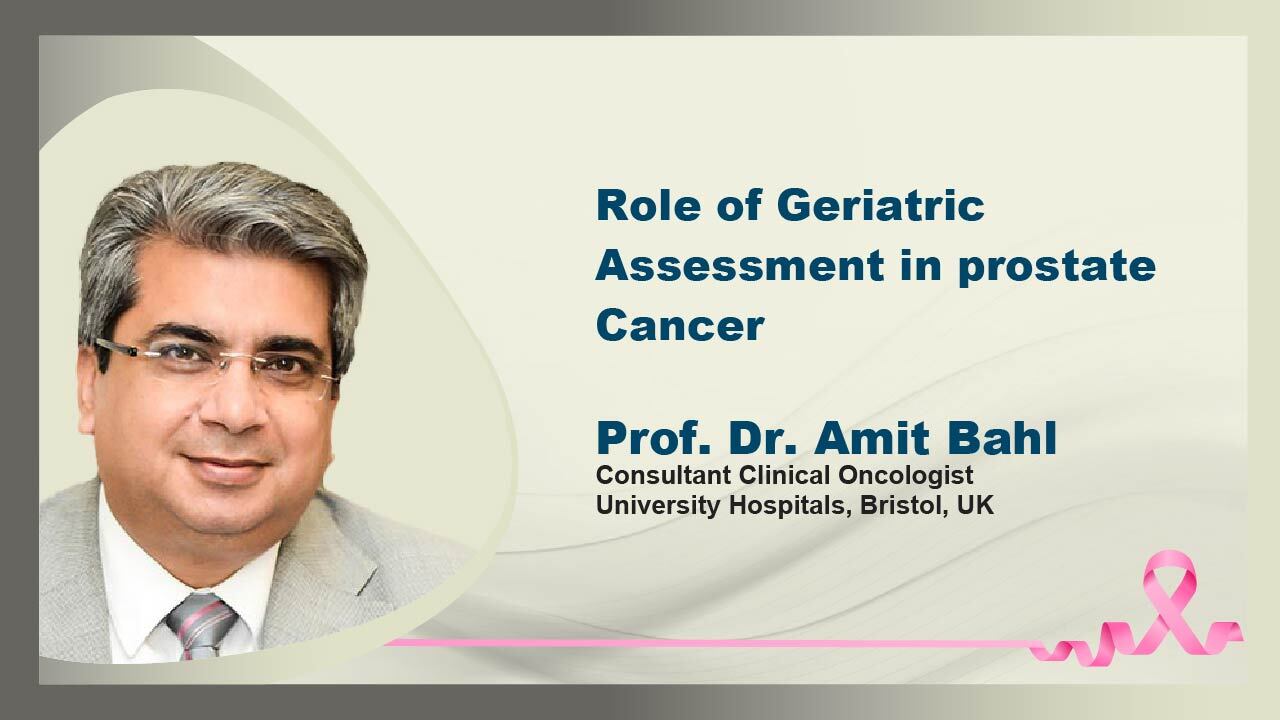 Role of Geriatric
Assessment in prostate
Cancer
Prof. Dr. Amit Bahl
Consultant Clinical Oncologist
University Hospitals, Bristol, UK